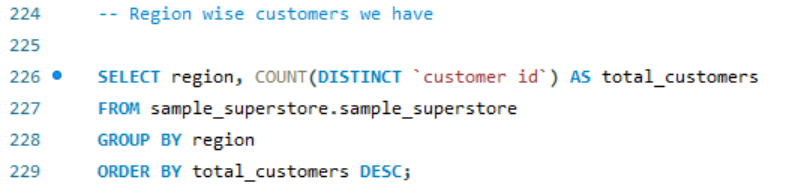 224 -- Region wise customers we have
225
226 SELECT region, COUNT(DISTINCT `customer id`) AS total_customers
227 FROM sample_superstore.sample_superstore
228 GROUP BY region
229 ORDER BY total_customers DESC;